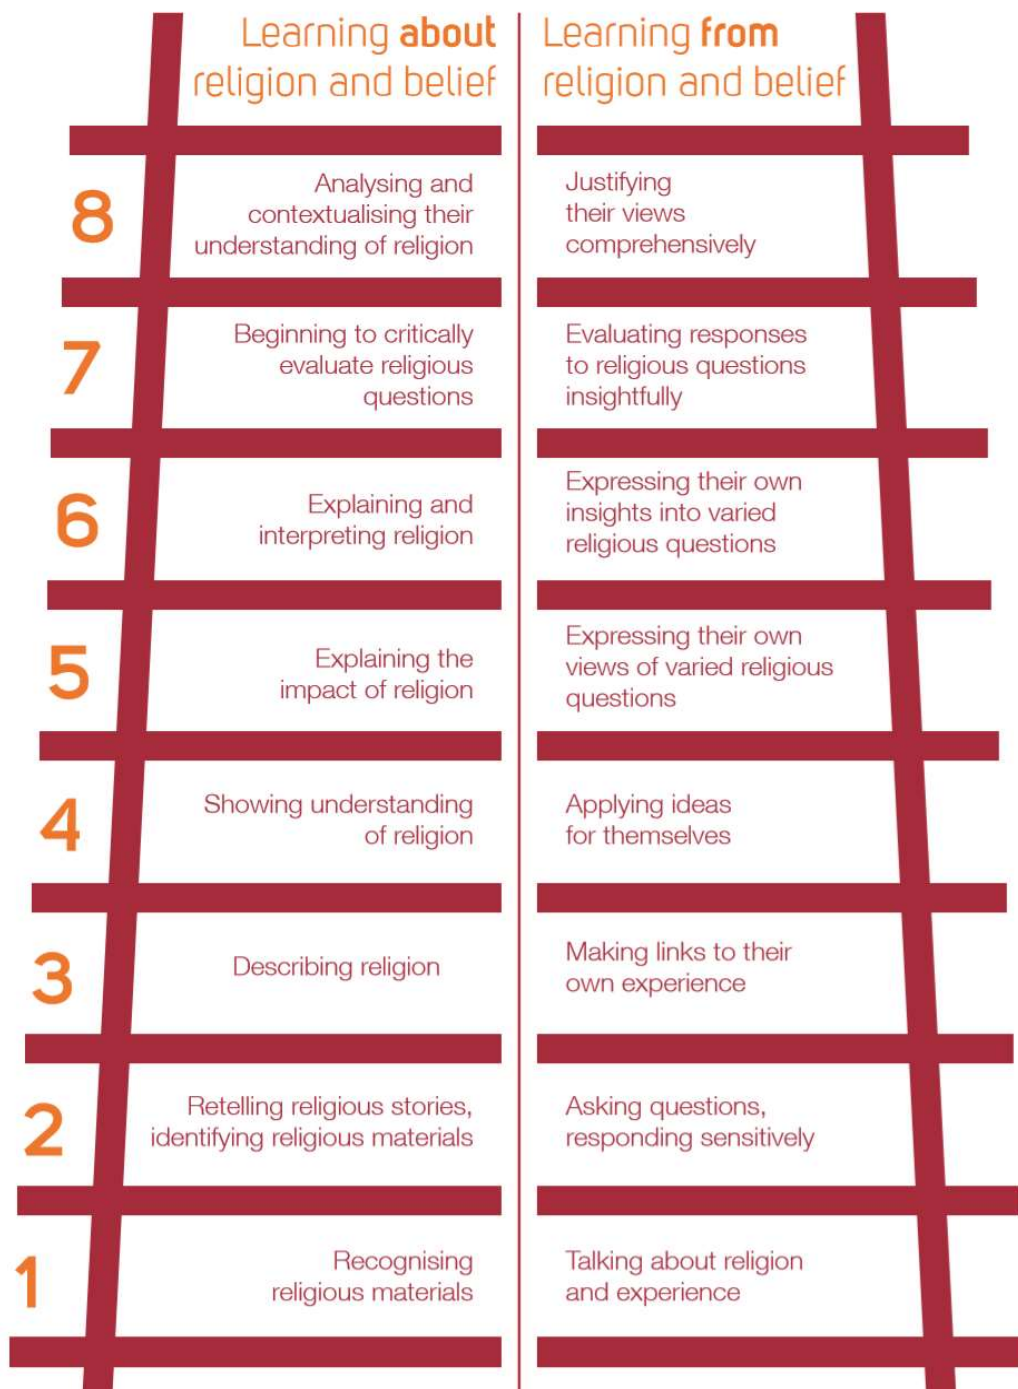 Learning about
religion and belief
Learning from
religion and belief
8
Analysing and
contextualising their
understanding of religion
Justifying
their views
comprehensively
7
Beginning to critically
evaluate religious
questions
Evaluating responses
to religious questions
insightfully
6
Explaining and
interpreting religion
Expressing their own
insights into varied
religious questions
5
Explaining the
impact of religion
Expressing their own
views of varied religious
questions
4
Showing understanding
of religion
Applying ideas
for themselves
3
Describing religion
Making links to their
own experience
2
Retelling religious stories,
identifying religious materials
Asking questions,
responding sensitively
1
Recognising
religious materials
Talking about religion
and experience